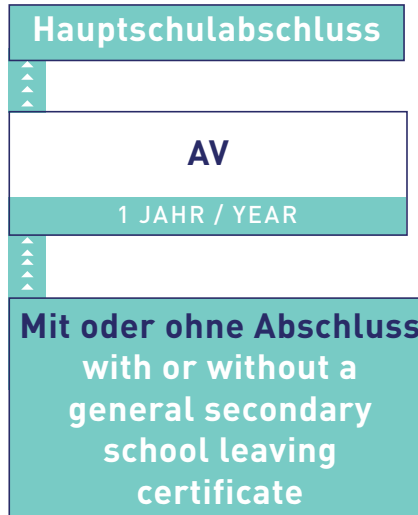 Hauptschulabschluss
AV
1 JAHR / YEAR
Mit oder ohne Abschluss
with or without a
general secondary
school leaving
certificate